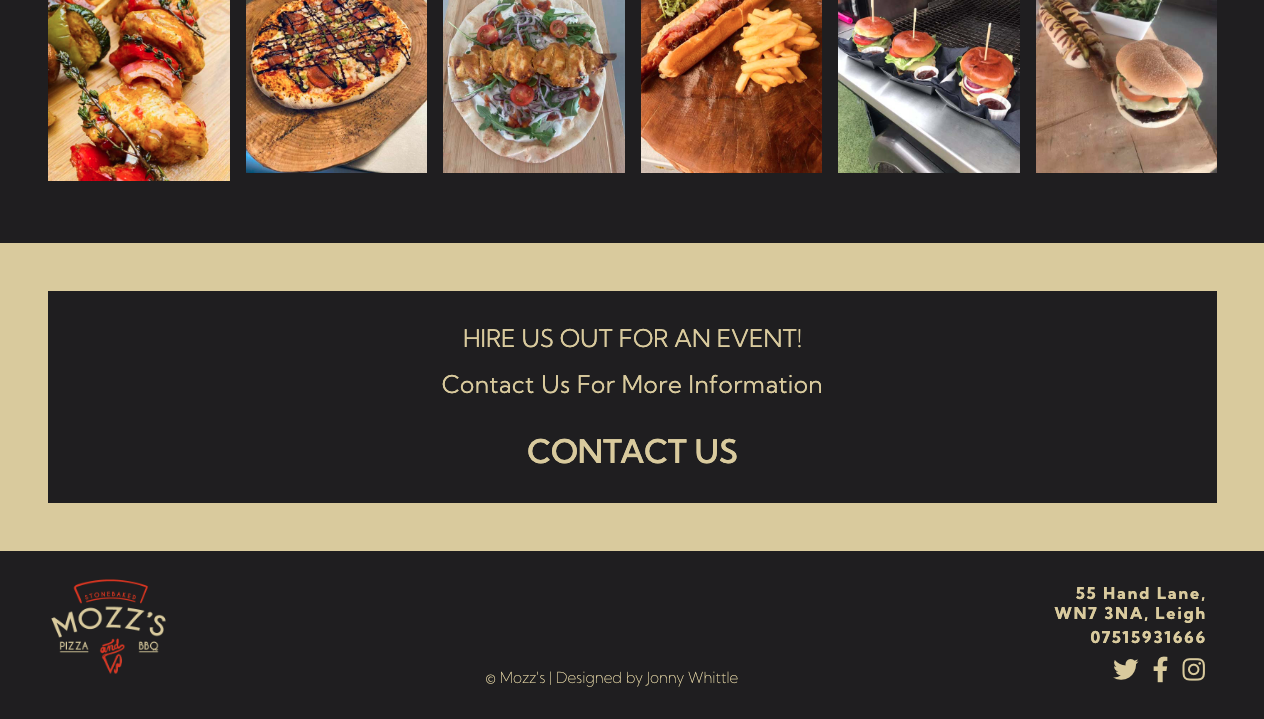 HIRE US OUT FOR AN EVENT!
Contact Us For More Information
CONTACT US
STONEBAKED
MOZZ'S
PIZZA and BBQ
55 Hand Lane,
WN7 3NA, Leigh
07515931666
© Mozz's | Designed by Jonny Whittle